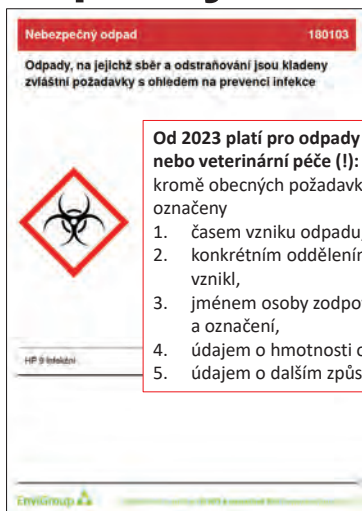 Nebezpečný odpad 180103
Odpady, na jejichž sběr a odstraňování jsou kladeny
zvláštní požadavky s ohledem na prevenci infekce
Od 2023 platí pro odpady
nebo veterinární péče (!):
kromě obecných požadavk
označeny
1. časem vzniku odpadu,
2. konkrétním oddělením
vznikl,
3. jménem osoby zodpov
a označení,
4. údajem o hmotnosti o
5. údajem o dalším způs
HP 9 Infekční
EnviGroup